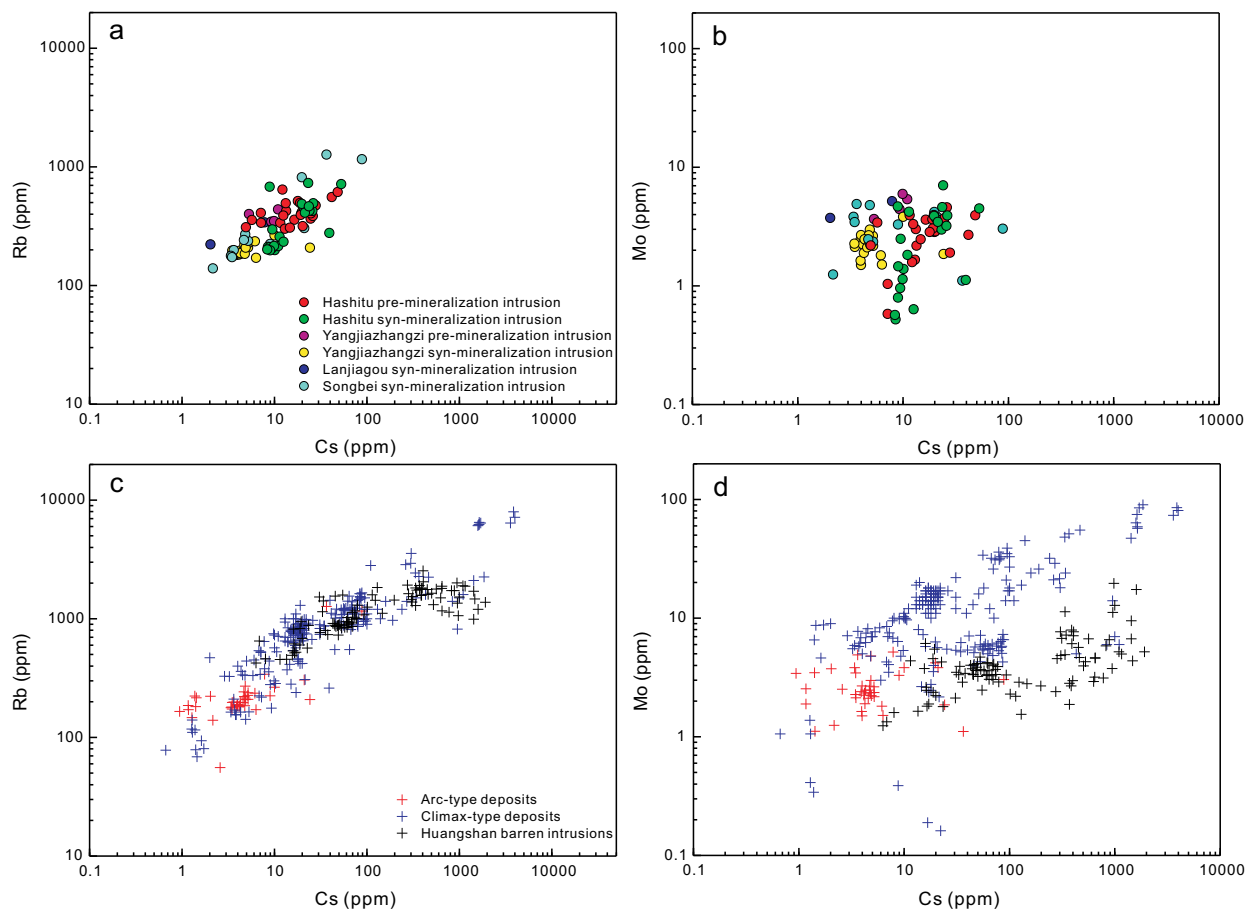 a
10000
1000
100
10
0.1
1
10
100
1000
10000
Rb (ppm)
Cs (ppm)
Hashitu pre-mineralization intrusion
Hashitu syn-mineralization intrusion
Yangjiazhangzi pre-mineralization intrusion
Yangjiazhangzi syn-mineralization intrusion
Lanjiagou syn-mineralization intrusion
Songbei syn-mineralization intrusion
b
100
10
1
0.1
0.1
1
10
100
1000
10000
Mo (ppm)
Cs (ppm)
c
10000
1000
100
10
0.1
1
10
100
1000
10000
Rb (ppm)
Cs (ppm)
Arc-type deposits
Climax-type deposits
Huangshan barren intrusions
d
100
10
1
0.1
0.1
1
10
100
1000
10000
Mo (ppm)
Cs (ppm)